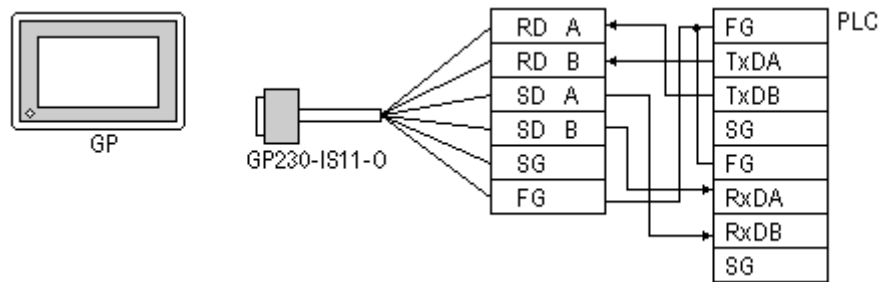 GP
GP230-IS11-O
RD A
RD B
SD A
SD B
SG
FG
PLC
FG
TxDA
TxDB
SG
FG
RxDA
RxDB
SG